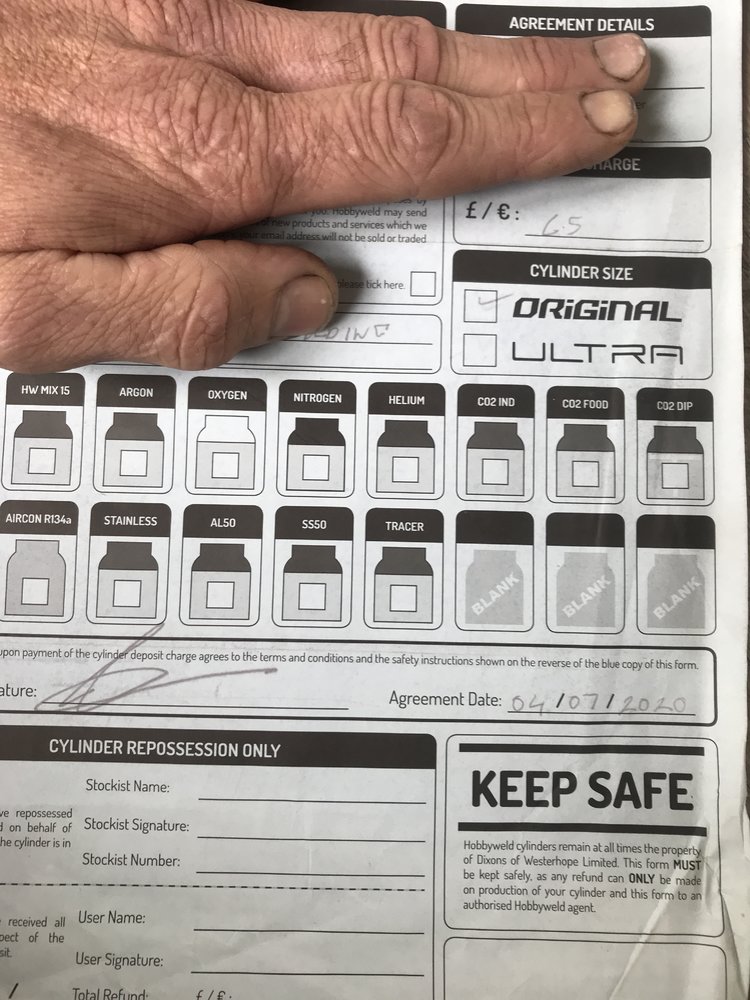 AGREEMENT DETAILS
CHARGE
you. Hobbyweld may send
£/€: 65
of new products and services which we
your email address will not be sold or traded
CYLINDER SIZE
please tick here.
ORiGiNAL
ULTRA
HW MIX 15 ARGON OXYGEN NITROGEN HELIUM CO2 IND CO2 FOOD CO2 DIP
AIRCON R134a STAINLESS AL50 SS50 TRACER
BLANK BLANK BLANK
upon payment of the cylinder deposit charge agrees to the terms and conditions and the safety instructions shown on the reverse of the blue copy of this form.
ature: Agreement Date: 04/07/2020
CYLINDER REPOSSESSION ONLY
Stockist Name:
ve repossessed
d on behalf of
he cylinder is in
Stockist Signature:
Stockist Number:
received all
pect of the
sit.
User Name:
User Signature:
/ Total Refund: £/€:
KEEP SAFE
Hobbyweld cylinders remain at all times the property
of Dixons of Westerhope Limited. This form MUST
be kept safely, as any refund can ONLY be made
on production of your cylinder and this form to an
authorised Hobbyweld agent.